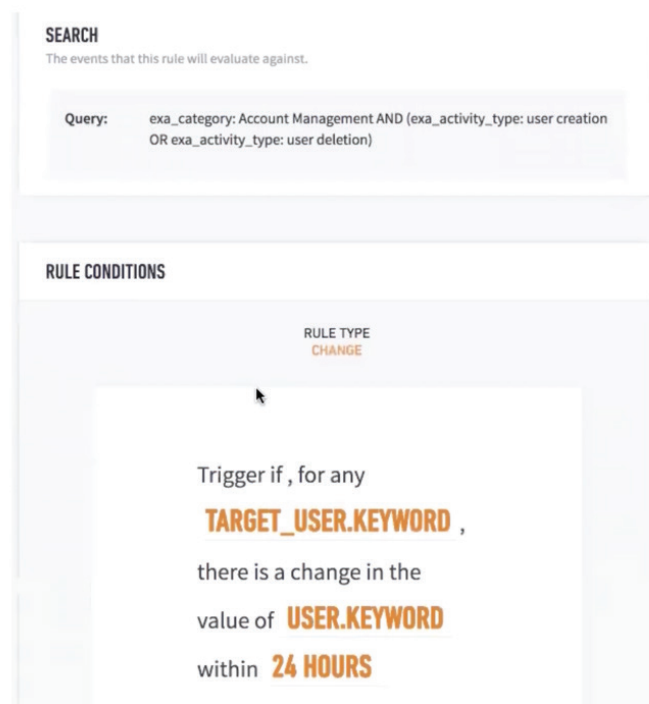 SEARCH
The events that this rule will evaluate against.
Query: exa_category: Account Management AND (exa_activity_type: user creation
OR exa_activity_type: user deletion)
RULE CONDITIONS
RULE TYPE
CHANGE
Trigger if , for any
TARGET_USER.KEYWORD ,
there is a change in the
value of USER.KEYWORD
within 24 HOURS